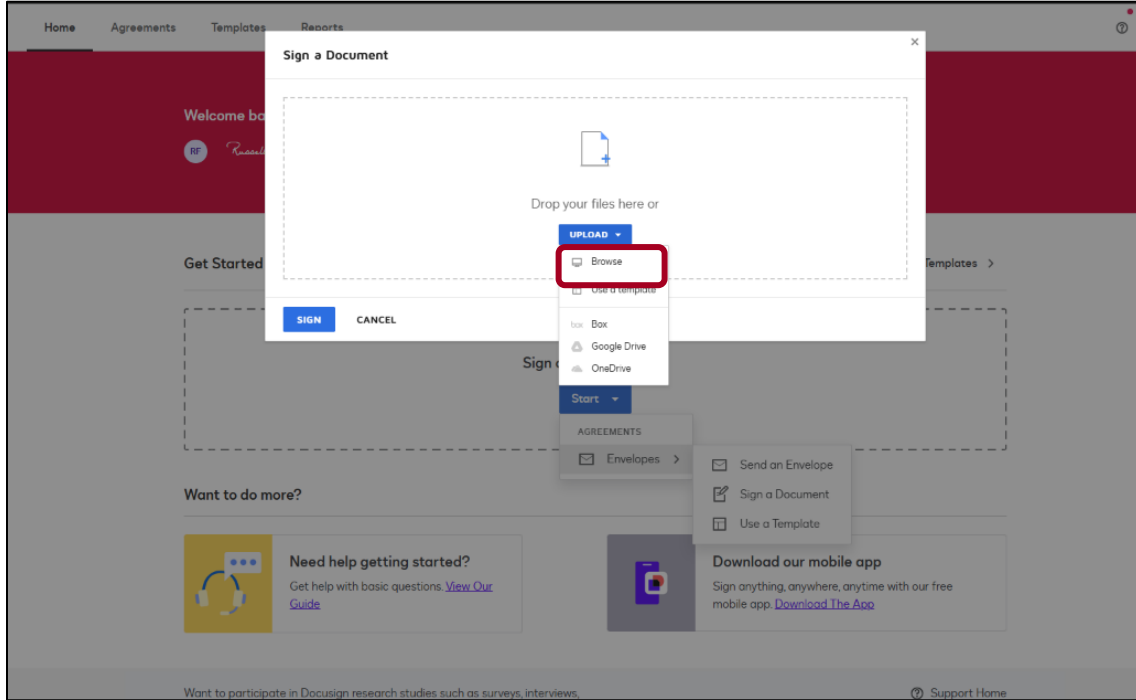 Home Agreements Templates Reports
Sign a Document
Welcome ba
RF Russell
Drop your files here or
UPLOAD
Get Started
Browse
Templates
Use a template
SIGN CANCEL
box Box
Google Drive
Sign
OneDrive
Start
AGREEMENTS
Envelopes
Send an Envelope
Sign a Document
Use a Template
Want to do more?
Need help getting started?
Get help with basic questions. View Our
Guide
Download our mobile app
Sign anything, anywhere, anytime with our free
mobile app. Download The App
Want to participate in Docusign research studies such as surveys, interviews,
Support Home